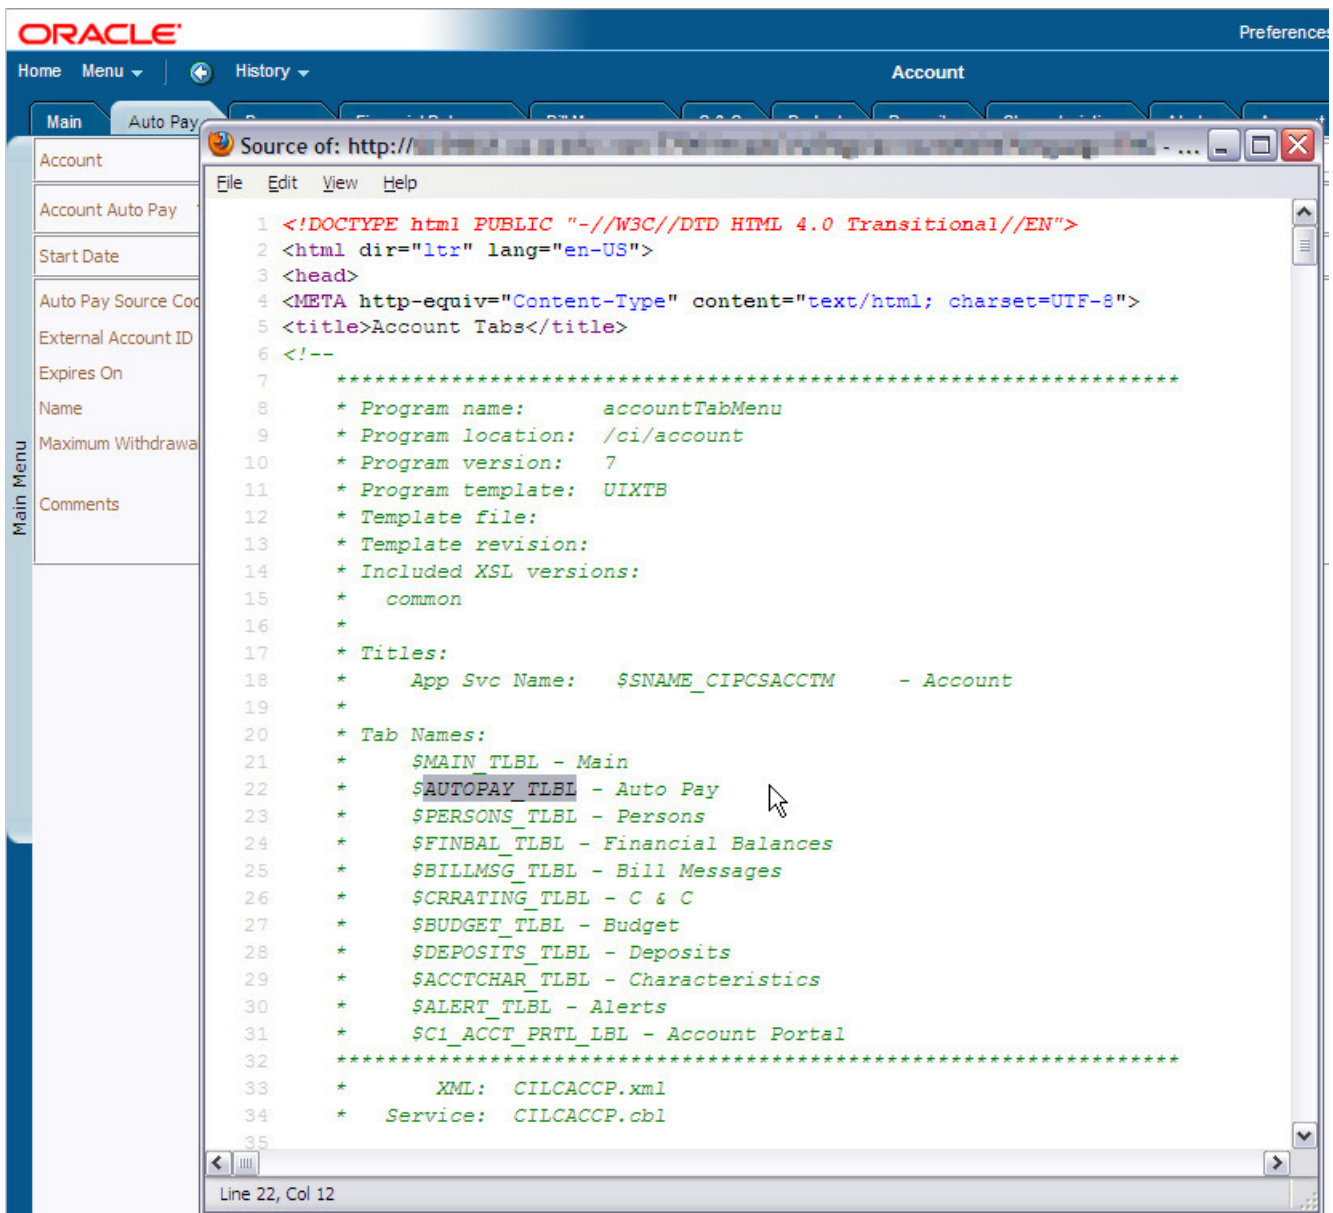 ORACLE
Preferences
Home Menu History Account
Main Auto Pay
Account
Account Auto Pay
Start Date
Auto Pay Source Cod
External Account ID
Expires On
Name
Maximum Withdrawa
Comments
Main Menu
Source of: http:// - ...
File Edit View Help
1 <!DOCTYPE html PUBLIC "-//W3C//DTD HTML 4.0 Transitional//EN">
2 <html dir="ltr" lang="en-US">
3 <head>
4 <META http-equiv="Content-Type" content="text/html; charset=UTF-8">
5 <title>Account Tabs</title>
6 <!--
7 ******************************************************************
8 * Program name: accountTabMenu
9 * Program location: /ci/account
10 * Program version: 7
11 * Program template: UIXTB
12 * Template file:
13 * Template revision:
14 * Included XSL versions:
15 * common
16 *
17 * Titles:
18 * App Svc Name: $SNAME_CIPCSACCTM - Account
19 *
20 * Tab Names:
21 * $MAIN_TLBL - Main
22 * $AUTOPAY_TLBL - Auto Pay
23 * $PERSONS_TLBL - Persons
24 * $FINBAL_TLBL - Financial Balances
25 * $BILLMSG_TLBL - Bill Messages
26 * $CRRATING_TLBL - C & C
27 * $BUDGET_TLBL - Budget
28 * $DEPOSITS_TLBL - Deposits
29 * $ACCTCHAR_TLBL - Characteristics
30 * $ALERT_TLBL - Alerts
31 * $C1_ACCT_PRTL_LBL - Account Portal
32 ******************************************************************
33 * XML: CILCACCP.xml
34 * Service: CILCACCP.cbl
35
Line 22, Col 12